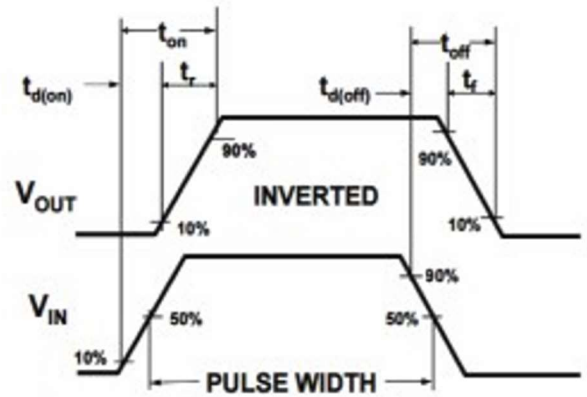 ton
toff
tr
tf
td(on)
td(off)
90%
90%
VOUT
INVERTED
10%
10%
90%
VIN
50%
50%
10%
PULSE WIDTH